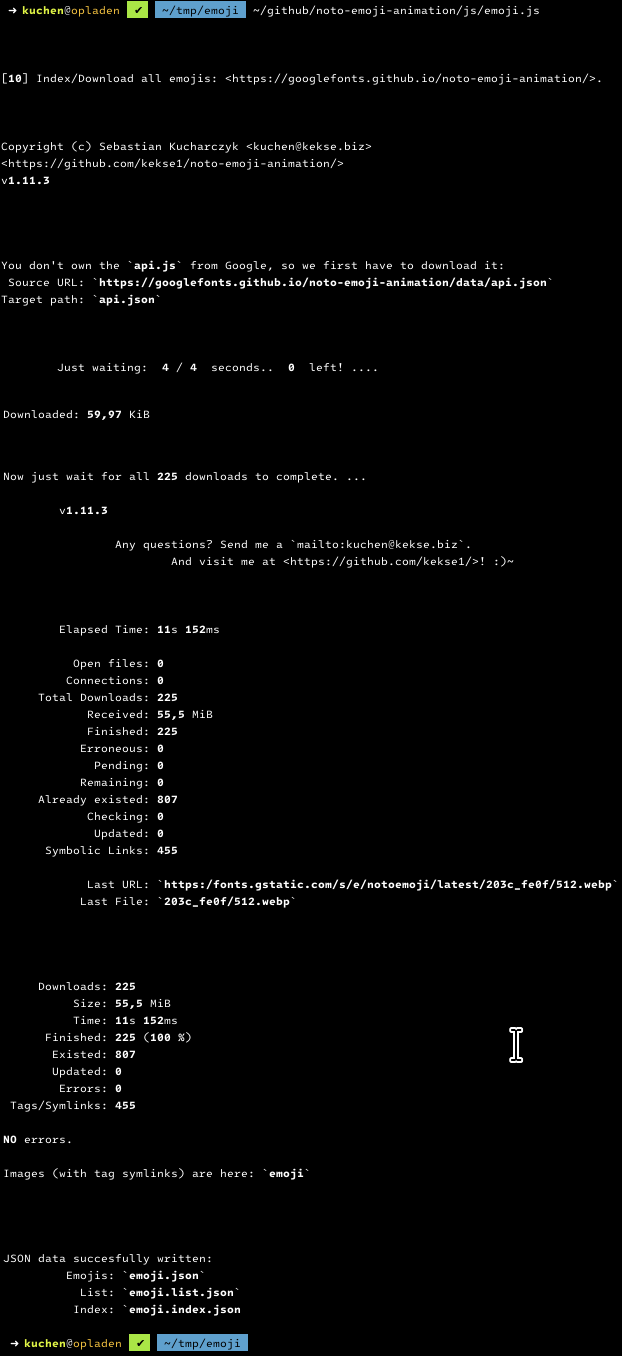 ➜ kuchen@opladen ✔ ~/tmp/emoji ~/github/noto-emoji-animation/js/emoji.js
[10] Index/Download all emojis: <https://googlefonts.github.io/noto-emoji-animation/>.
Copyright (c) Sebastian Kucharczyk <kuchen@kekse.biz>
<https://github.com/kekse1/noto-emoji-animation/>
v1.11.3
You don't own the `api.js` from Google, so we first have to download it:
Source URL: `https://googlefonts.github.io/noto-emoji-animation/data/api.json`
Target path: `api.json`
Just waiting: 4 / 4 seconds.. 0 left! ....
Downloaded: 59,97 KiB
Now just wait for all 225 downloads to complete. ...
v1.11.3
Any questions? Send me a `mailto:kuchen@kekse.biz`.
And visit me at <https://github.com/kekse1/>! :)~
Elapsed Time: 11s 152ms
Open files: 0
Connections: 0
Total Downloads: 225
Received: 55,5 MiB
Finished: 225
Erroneous: 0
Pending: 0
Remaining: 0
Already existed: 807
Checking: 0
Updated: 0
Symbolic Links: 455
Last URL: `https:/fonts.gstatic.com/s/e/notoemoji/latest/203c_fe0f/512.webp`
Last File: `203c_fe0f/512.webp`
Downloads: 225
Size: 55,5 MiB
Time: 11s 152ms
Finished: 225 (100 %)
Existed: 807
Updated: 0
Errors: 0
Tags/Symlinks: 455
NO errors.
Images (with tag symlinks) are here: `emoji`
JSON data succesfully written:
Emojis: `emoji.json`
List: `emoji.list.json`
Index: `emoji.index.json
➜ kuchen@opladen ✔ ~/tmp/emoji